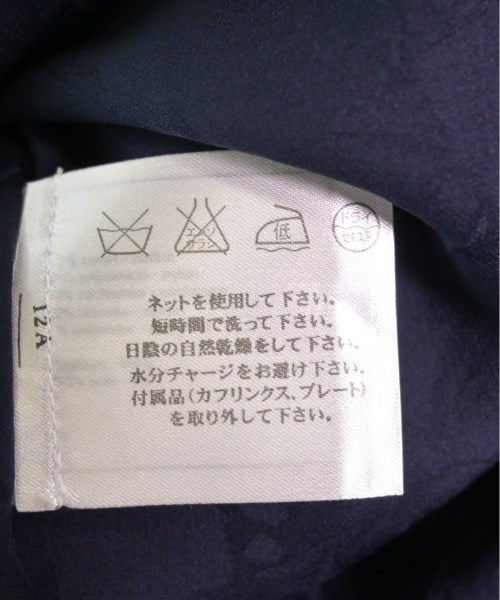 エンソ
サラシ
低
ドライ
セキユ系
ネットを使用して下さい。
短時間で洗って下さい。
日陰の自然乾燥をして下さい。
水分チャージをお避け下さい。
付属品(カフリンクス、プレート)
を取り外して下さい。
12A